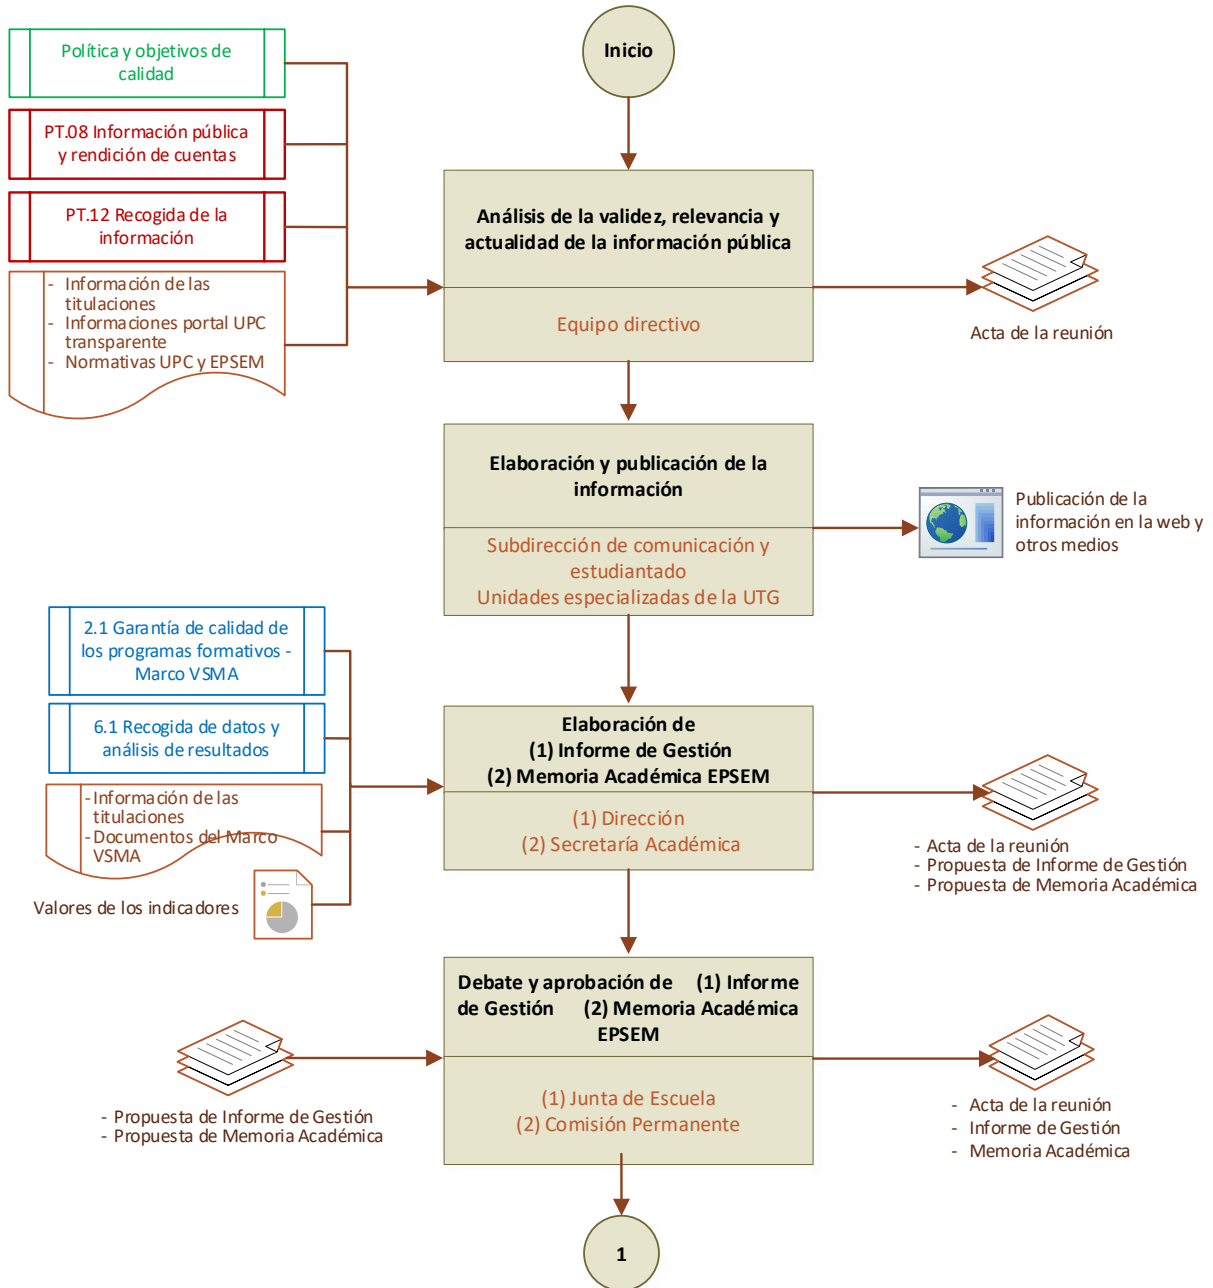 Inicio
Política y objetivos de
calidad
PT.08 Información pública
y rendición de cuentas
PT.12 Recogida de la
información
- Información de las
titulaciones
- Informaciones portal UPC
transparente
- Normativas UPC y EPSEM
Análisis de la validez, relevancia y
actualidad de la información pública
Equipo directivo
Acta de la reunión
Elaboración y publicación de la
información
Subdirección de comunicación y
estudiantado
Unidades especializadas de la UTG
Publicación de la
información en la web y
otros medios
2.1 Garantía de calidad de
los programas formativos -
Marco VSMA
6.1 Recogida de datos y
análisis de resultados
- Información de las
titulaciones
- Documentos del Marco
VSMA
Valores de los indicadores
Elaboración de
(1) Informe de Gestión
(2) Memoria Académica EPSEM
(1) Dirección
(2) Secretaría Académica
- Acta de la reunión
- Propuesta de Informe de Gestión
- Propuesta de Memoria Académica
Debate y aprobación de (1) Informe
de Gestión (2) Memoria Académica
EPSEM
(1) Junta de Escuela
(2) Comisión Permanente
- Propuesta de Informe de Gestión
- Propuesta de Memoria Académica
- Acta de la reunión
- Informe de Gestión
- Memoria Académica
1